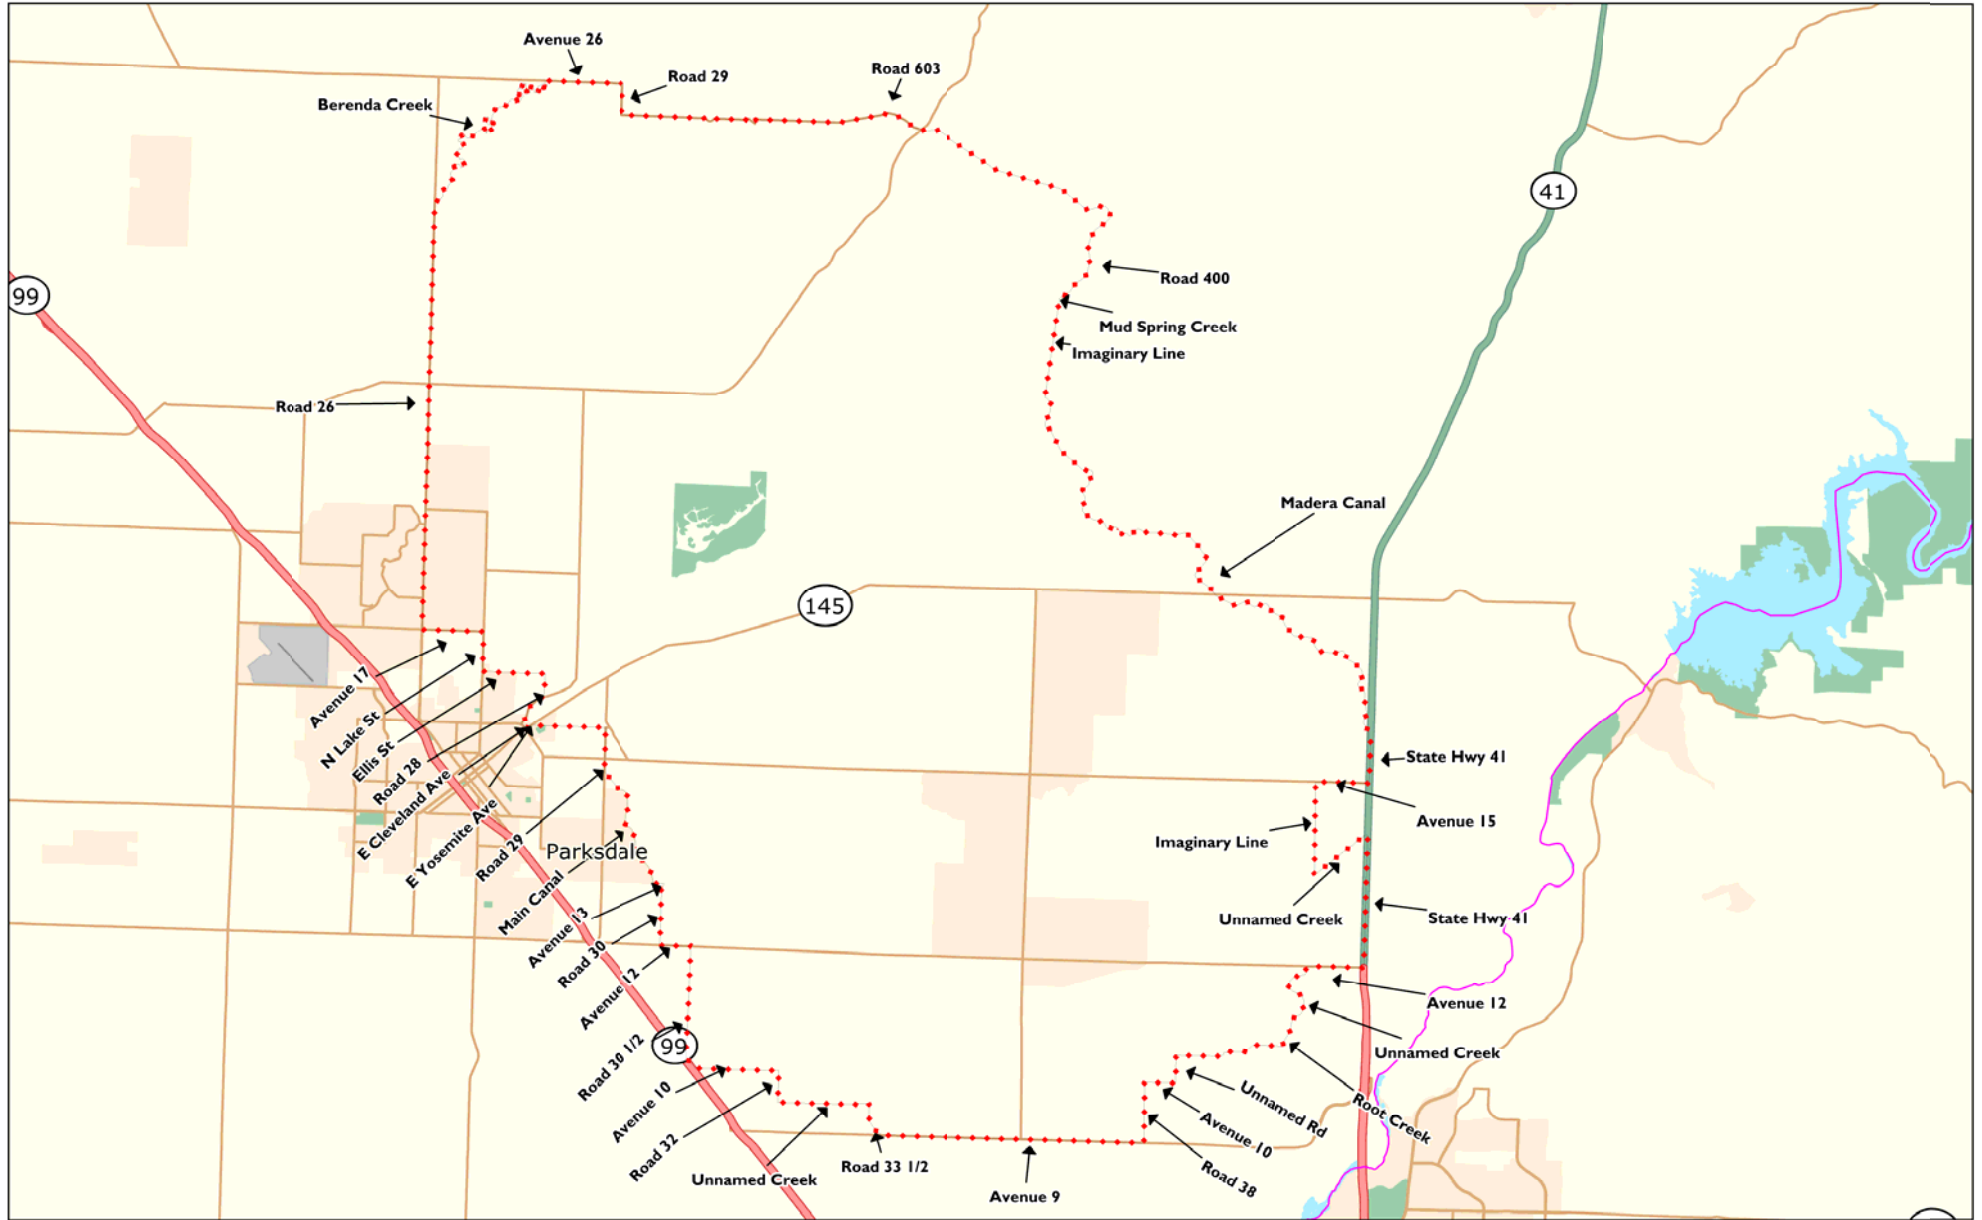 Avenue 26
Road 29
Road 603
Berenda Creek
41
Road 400
99
Mud Spring Creek
Imaginary Line
Road 26
Madera Canal
145
Avenue 17
N Lake St
Ellis St
Road 28
E Cleveland Ave
E Yosemite Ave
Road 29
Parksdale
Main Canal
Avenue 13
Road 30
Avenue 12
Road 30 1/2
99
Avenue 10
Road 32
Unnamed Creek
Road 33 1/2
Avenue 9
State Hwy 41
Avenue 15
Imaginary Line
Unnamed Creek
State Hwy 41
Avenue 12
Unnamed Creek
Root Creek
Unnamed Rd
Avenue 10
Road 38